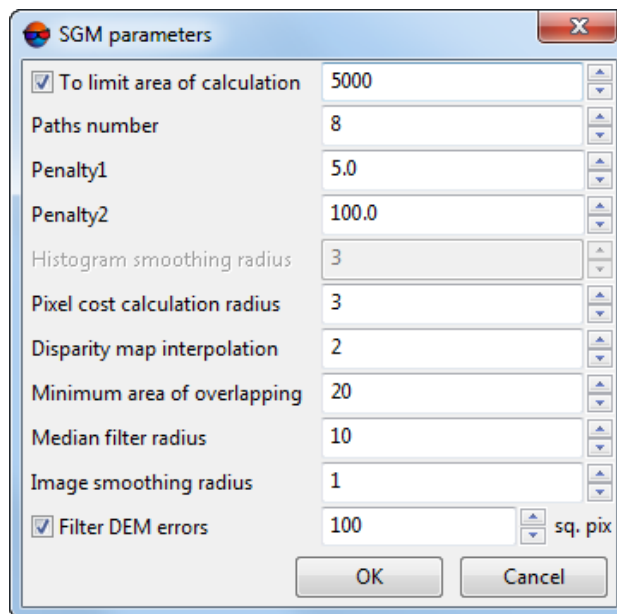 SGM parameters
To limit area of calculation 5000
Paths number 8
Penalty1 5.0
Penalty2 100.0
Histogram smoothing radius 3
Pixel cost calculation radius 3
Disparity map interpolation 2
Minimum area of overlapping 20
Median filter radius 10
Image smoothing radius 1
Filter DEM errors 100 sq. pix
OK Cancel